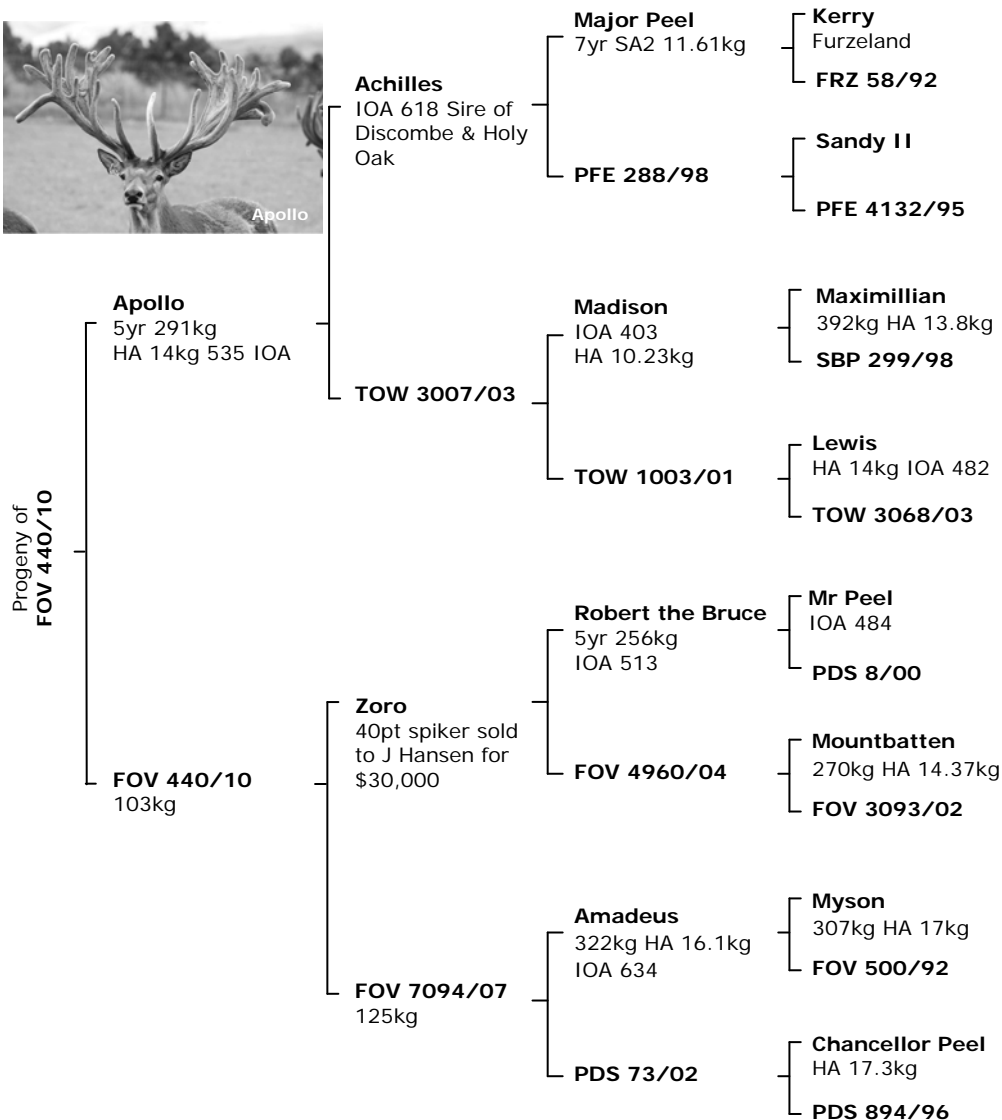 Apollo
Progeny of
FOV 440/10
Apollo
5yr 291kg
HA 14kg 535 IOA
FOV 440/10
103kg
Achilles
IOA 618 Sire of
Discombe & Holy
Oak
TOW 3007/03
Zoro
40pt spiker sold
to J Hansen for
$30,000
FOV 7094/07
125kg
Major Peel
7yr SA2 11.61kg
PFE 288/98
Madison
IOA 403
HA 10.23kg
TOW 1003/01
Robert the Bruce
5yr 256kg
IOA 513
FOV 4960/04
Amadeus
322kg HA 16.1kg
IOA 634
PDS 73/02
Kerry
Furzeland
FRZ 58/92
Sandy II
PFE 4132/95
Maximillian
392kg HA 13.8kg
SBP 299/98
Lewis
HA 14kg IOA 482
TOW 3068/03
Mr Peel
IOA 484
PDS 8/00
Mountbatten
270kg HA 14.37kg
FOV 3093/02
Myson
307kg HA 17kg
FOV 500/92
Chancellor Peel
HA 17.3kg
PDS 894/96